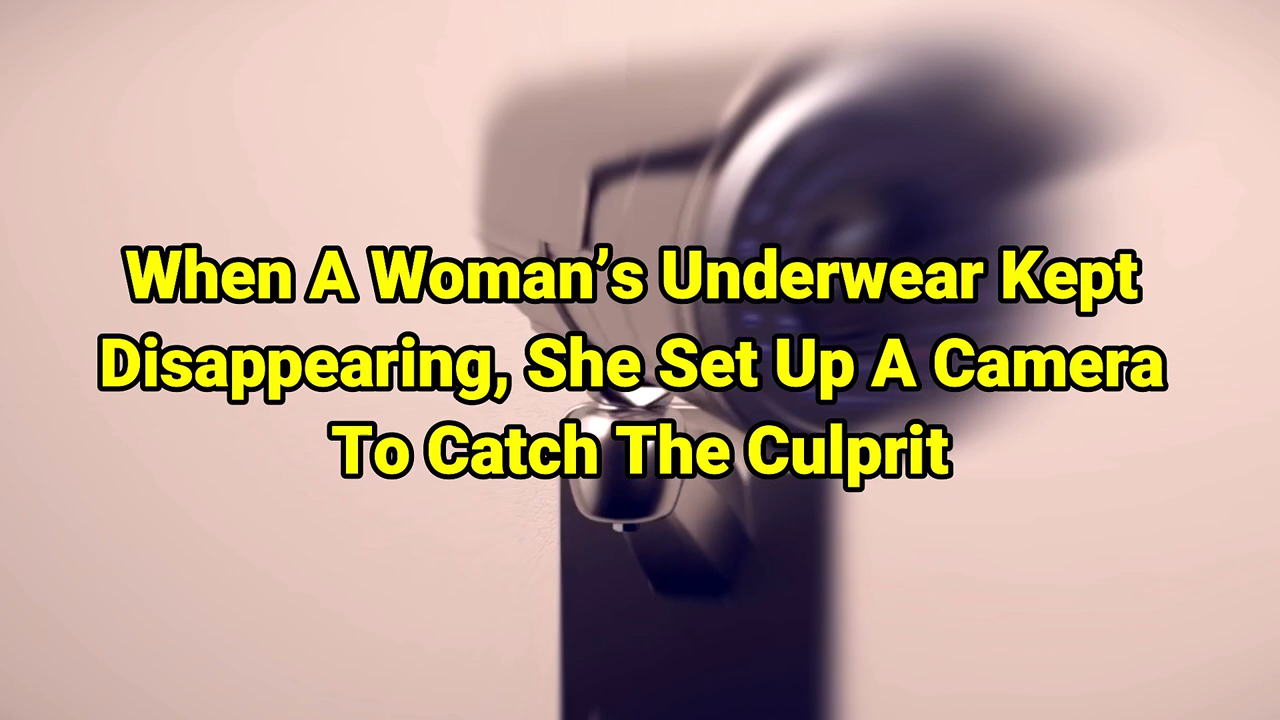 When A Woman’s Underwear Kept
Disappearing, She Set Up A Camera
To Catch The Culprit